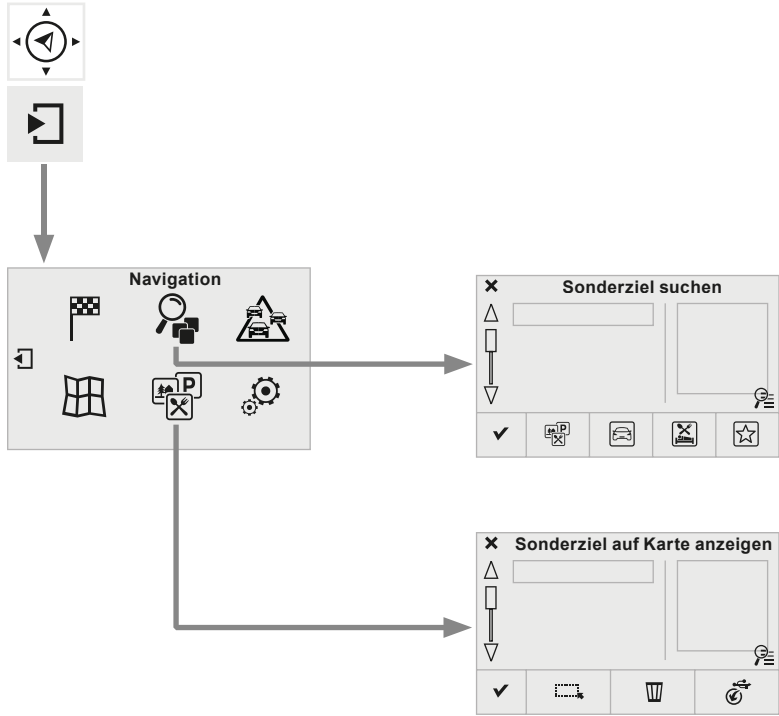 Navigation
Sonderziel suchen
P
P
Sonderziel auf Karte anzeigen